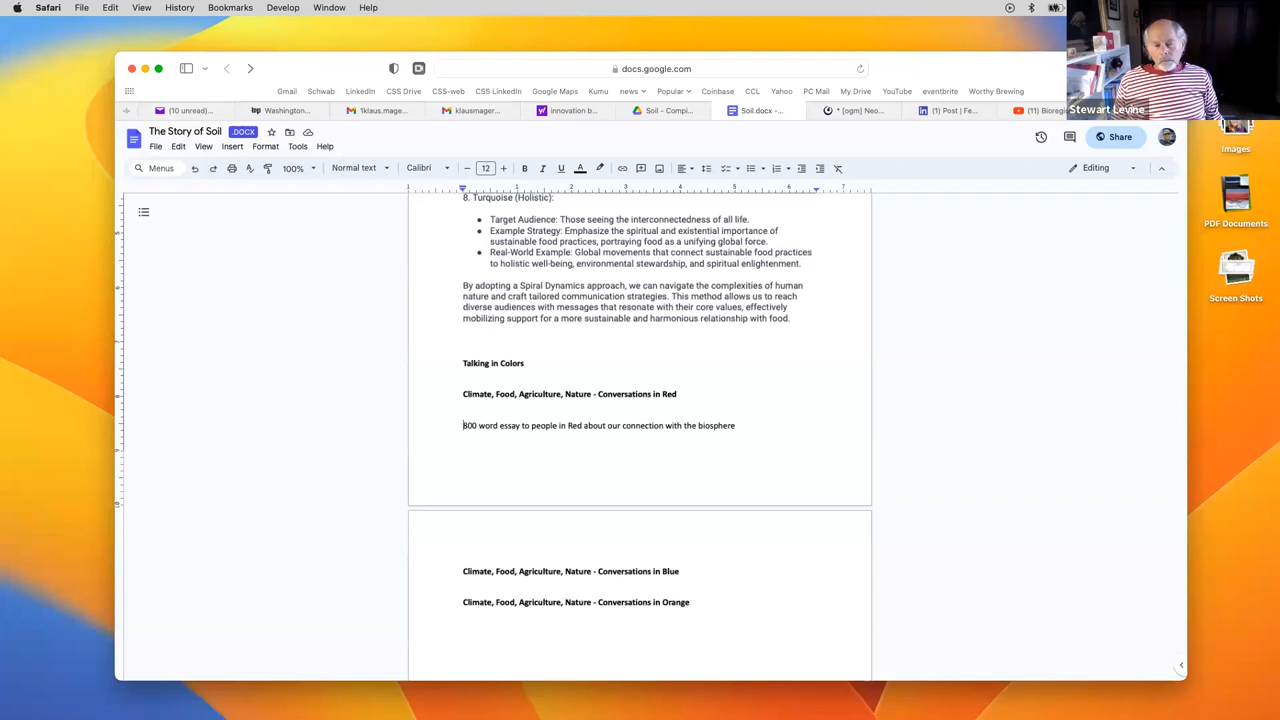 Safari File Edit View History Bookmarks Develop Window Help
docs.google.com
Gmail Schwab LinkedIn CSS Drive CSS-web CSS LinkedIn Google Maps Kumu news Popular Coinbase CCL Yahoo My Drive PC Mail YouTube eventbrite Worthy Brewing
(10 unread)... Washington... 1klaus.mage... klausmager... innovation b... Soil - Compi... Soil.docx -... * [ogm] Neo... (1) Post | Fe... (11) Bioregi
Stewart Levine
The Story of Soil .DOCX
File Edit View Insert Format Tools Help
Share
Menus 100% Normal text Calibri 12 B I U A Editing
1 1 2 3 4 5 6 7
8. Turquoise (Holistic):
● Target Audience: Those seeing the interconnectedness of all life.
● Example Strategy: Emphasize the spiritual and existential importance of
sustainable food practices, portraying food as a unifying global force.
● Real-World Example: Global movements that connect sustainable food practices
to holistic well-being, environmental stewardship, and spiritual enlightenment.
By adopting a Spiral Dynamics approach, we can navigate the complexities of human
nature and craft tailored communication strategies. This method allows us to reach
diverse audiences with messages that resonate with their core values, effectively
mobilizing support for a more sustainable and harmonious relationship with food.
Talking in Colors
Climate, Food, Agriculture, Nature - Conversations in Red
800 word essay to people in Red about our connection with the biosphere
Climate, Food, Agriculture, Nature - Conversations in Blue
Climate, Food, Agriculture, Nature - Conversations in Orange
Images
PDF Documents
Screen Shots